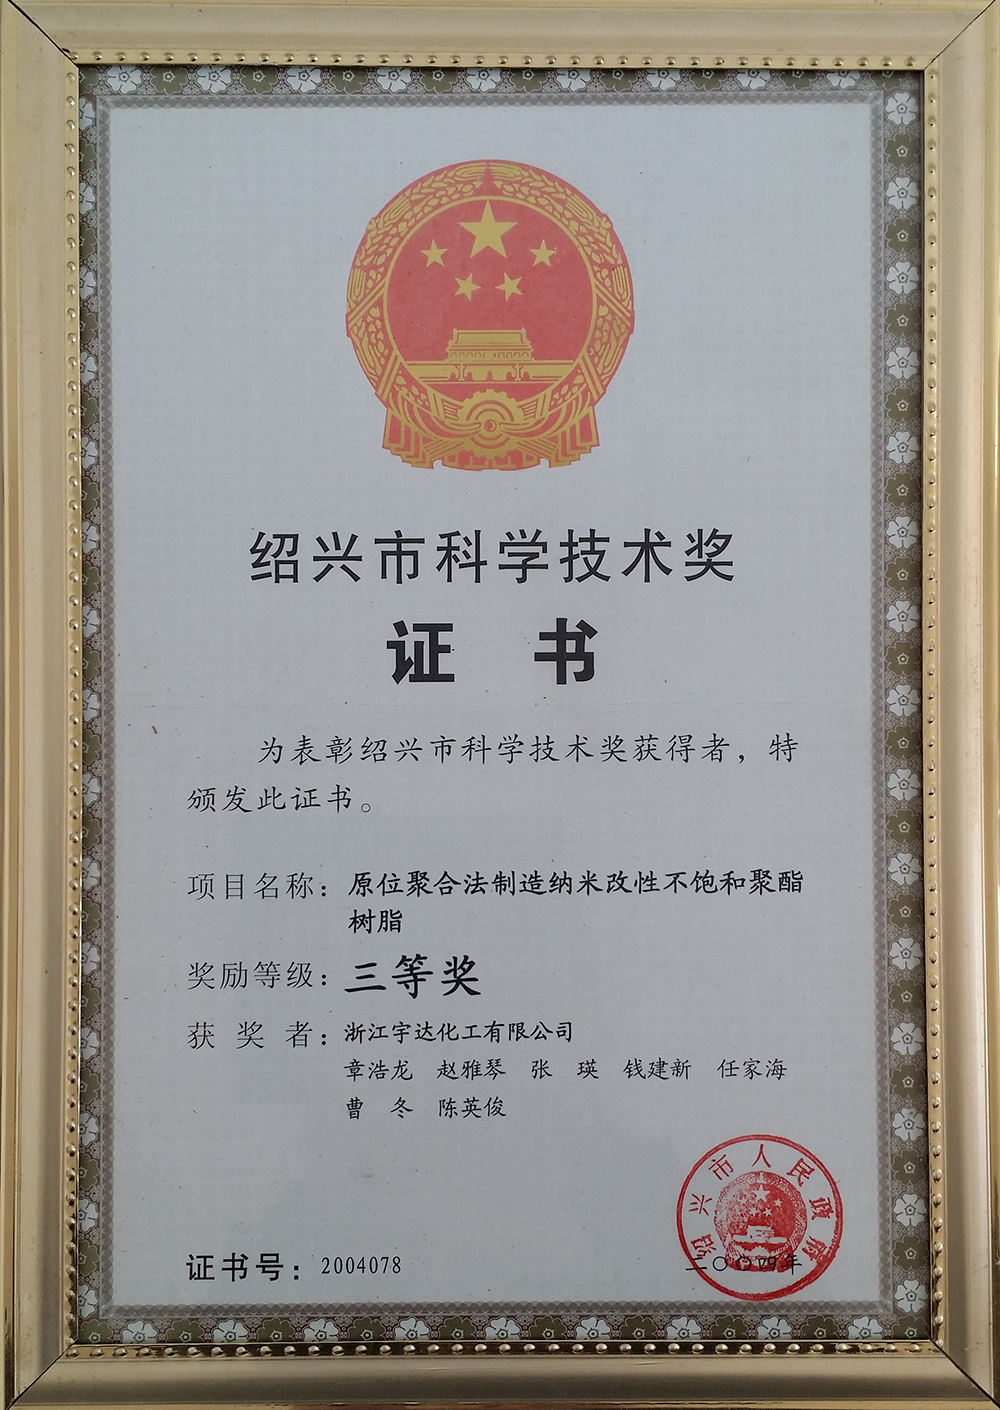 绍兴市科学技术奖
证 书
为表彰绍兴市科学技术奖获得者，特
颁发此证书。
项目名称：原位聚合法制造纳米改性不饱和聚酯
树脂
奖励等级：三等奖
获 奖 者：浙江宇达化工有限公司
章浩龙 赵雅琴 张 瑛 钱建新 任家海
曹 冬 陈英俊
绍兴市人民政府
证书号：2004078
二〇〇四年